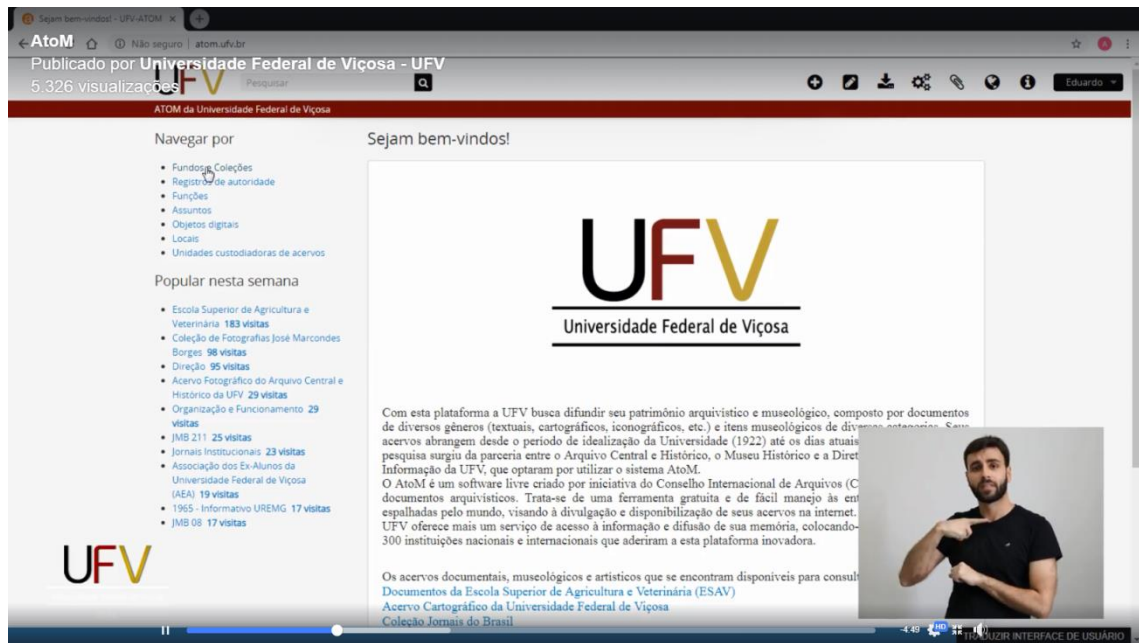 Sejam bem-vindos! - UFV-ATOM
AtoM
Não seguro | atom.ufv.br
Publicado por Universidade Federal de Viçosa - UFV
5.326 visualizações
UFV
Pesquisar
Eduardo
ATOM da Universidade Federal de Viçosa
Navegar por
Fundos e Coleções
Registros de autoridade
Funções
Assuntos
Objetos digitais
Locais
Unidades custodiadoras de acervos
Popular nesta semana
Escola Superior de Agricultura e
Veterinária 183 visitas
Coleção de Fotografias José Marcondes
Borges 98 visitas
Direção 95 visitas
Acervo Fotográfico do Arquivo Central e
Histórico da UFV 29 visitas
Organização e Funcionamento 29
visitas
JMB 211 25 visitas
Jornais Institucionais 23 visitas
Associação dos Ex-Alunos da
Universidade Federal de Viçosa
(AEA) 19 visitas
1965 - Informativo UREMG 17 visitas
JMB 08 17 visitas
UFV
Sejam bem-vindos!
UFV
Universidade Federal de Viçosa
Com esta plataforma a UFV busca difundir seu patrimônio arquivístico e museológico, composto por documentos
de diversos gêneros (textuais, cartográficos, iconográficos, etc.) e itens museológicos de diversas categorias. Seus
acervos abrangem desde o período de idealização da Universidade (1922) até os dias atuais
pesquisa surgiu da parceria entre o Arquivo Central e Histórico, o Museu Histórico e a Diret
Informação da UFV, que optaram por utilizar o sistema AtoM.
O AtoM é um software livre criado por iniciativa do Conselho Internacional de Arquivos (C
documentos arquivísticos. Trata-se de uma ferramenta gratuita e de fácil manejo às en
espalhadas pelo mundo, visando à divulgação e disponibilização de seus acervos na internet.
UFV oferece mais um serviço de acesso à informação e difusão de sua memória, colocando-
300 instituições nacionais e internacionais que aderiram a esta plataforma inovadora.
Os acervos documentais, museológicos e artísticos que se encontram disponíveis para consul
Documentos da Escola Superior de Agricultura e Veterinária (ESAV)
Acervo Cartográfico da Universidade Federal de Viçosa
Coleção Jornais do Brasil
-4:49 HD
TRADUZIR INTERFACE DE USUÁRIO